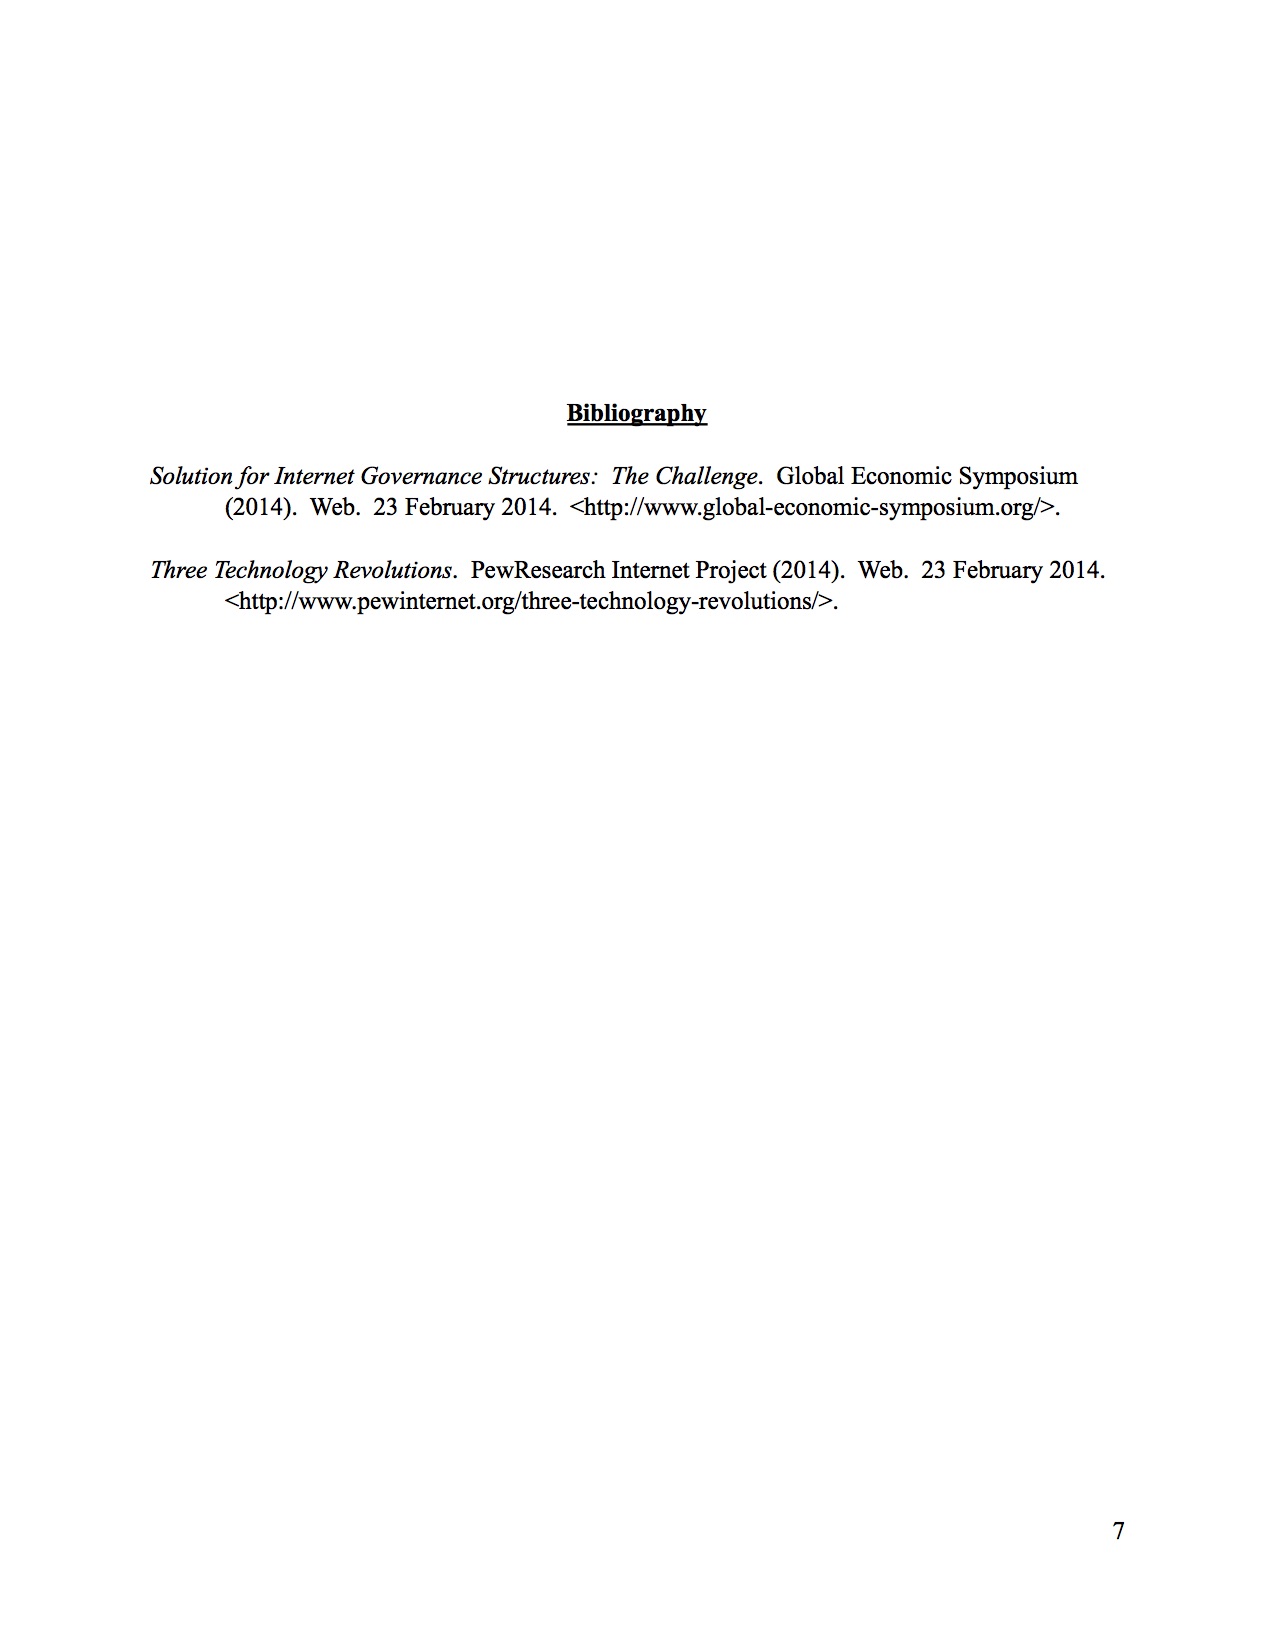 Bibliography
Solution for Internet Governance Structures:  The Challenge.  Global Economic Symposium
(2014).  Web.  23 February 2014.  <http://www.global-economic-symposium.org/>.
Three Technology Revolutions.  PewResearch Internet Project (2014).  Web.  23 February 2014.
<http://www.pewinternet.org/three-technology-revolutions/>.
7